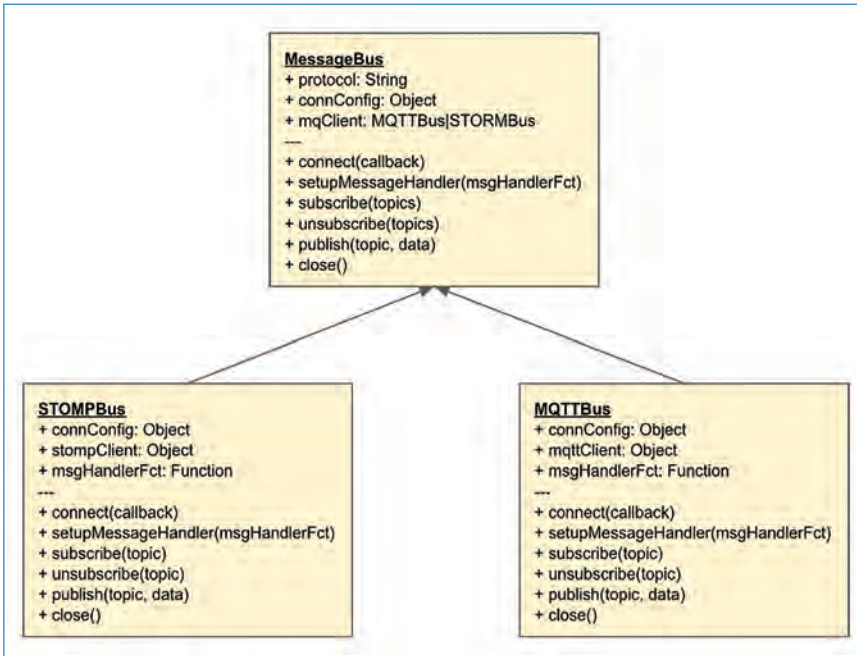 MessageBus
+ protocol: String
+ connConfig: Object
+ mqClient: MQTTBus|STORMBus
---
+ connect(callback)
+ setupMessageHandler(msgHandlerFct)
+ subscribe(topics)
+ unsubscribe(topics)
+ publish(topic, data)
+ close()
STOMPBus
+ connConfig: Object
+ stompClient: Object
+ msgHandlerFct: Function
---
+ connect(callback)
+ setupMessageHandler(msgHandlerFct)
+ subscribe(topic)
+ unsubscribe(topic)
+ publish(topic, data)
+ close()
MQTTBus
+ connConfig: Object
+ mqttClient: Object
+ msgHandlerFct: Function
---
+ connect(callback)
+ setupMessageHandler(msgHandlerFct)
+ subscribe(topic)
+ unsubscribe(topic)
+ publish(topic, data)
+ close()